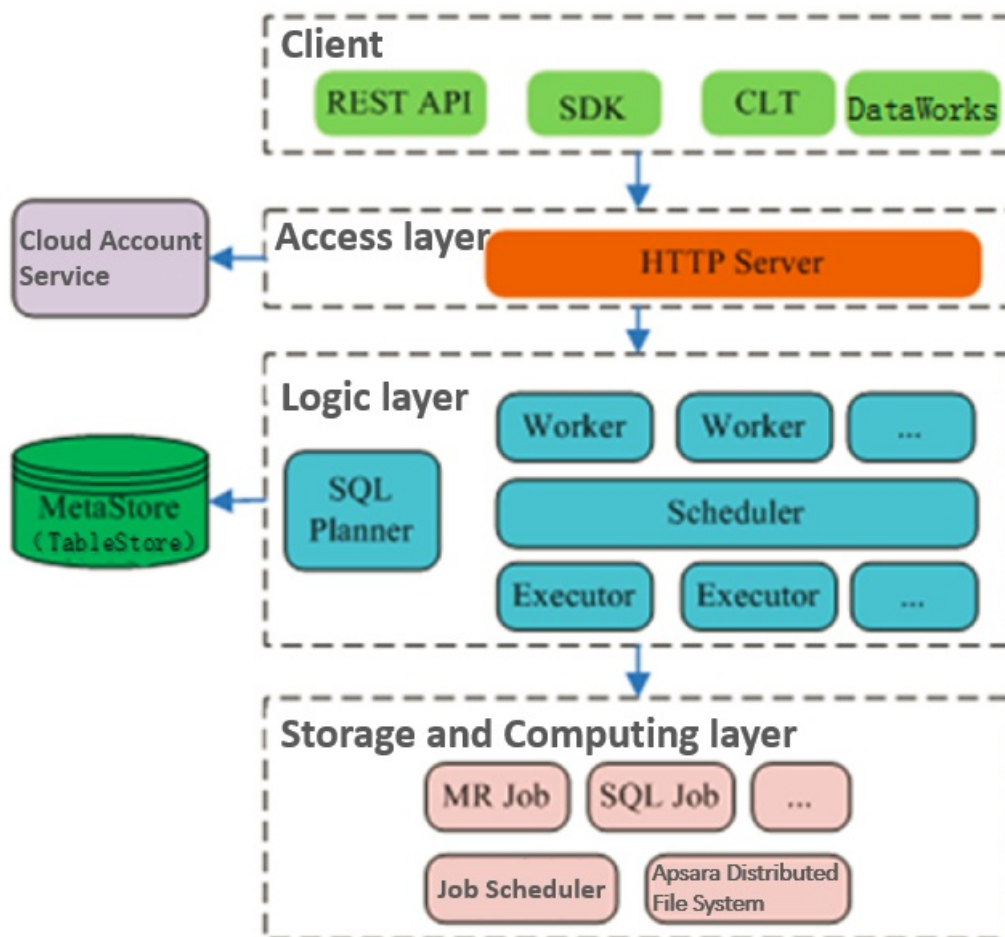 Client
REST API
SDK
CLT
DataWorks
Cloud Account
Service
Access layer
HTTP Server
Logic layer
Worker
Worker
...
MetaStore
(TableStore)
SQL
Planner
Scheduler
Executor
Executor
...
Storage and Computing layer
MR Job
SQL Job
...
Job Scheduler
Apsara Distributed
File System